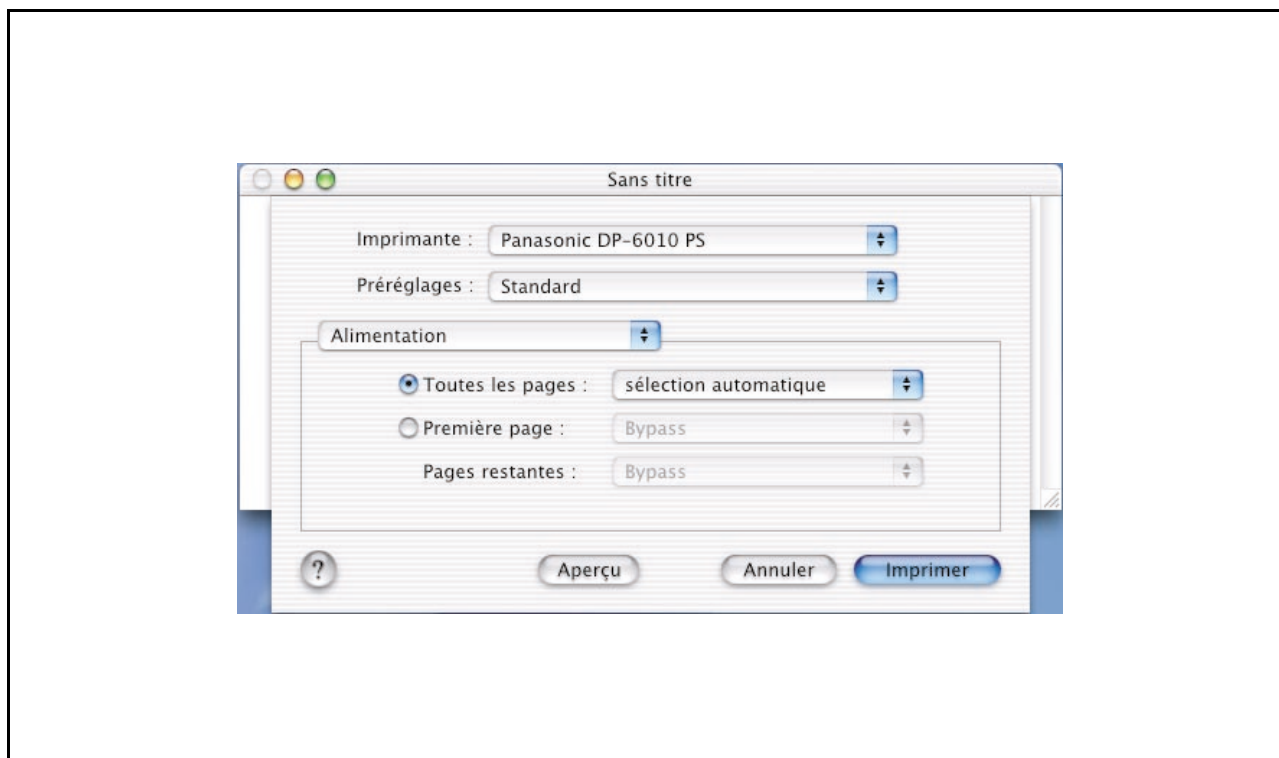 Sans titre
Imprimante : Panasonic DP-6010 PS
Préréglages : Standard
Alimentation
Toutes les pages : sélection automatique
Première page : Bypass
Pages restantes : Bypass
? Aperçu Annuler Imprimer